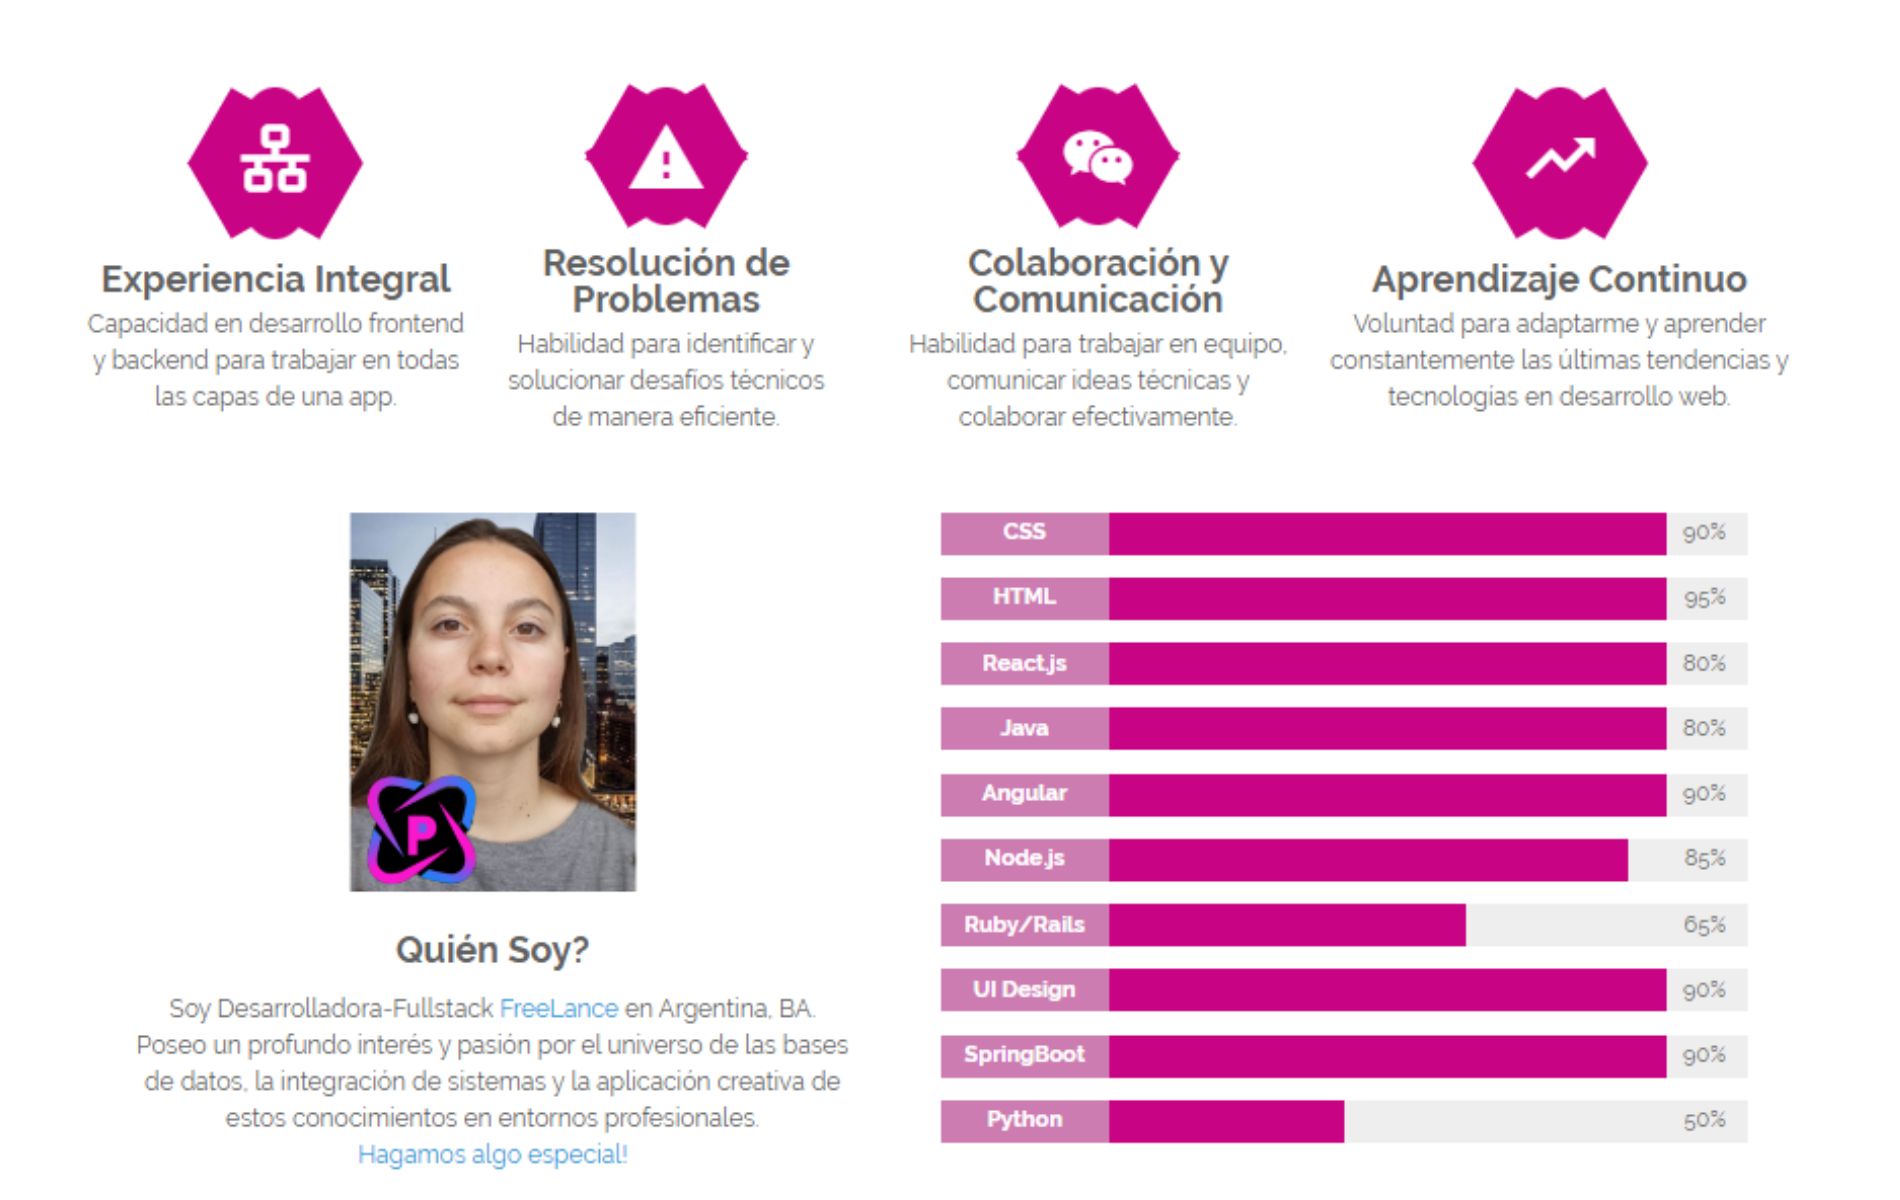 Experiencia Integral
Capacidad en desarrollo frontend
y backend para trabajar en todas
las capas de una app.
Resolución de
Problemas
Habilidad para identificar y
solucionar desafíos técnicos
de manera eficiente.
Colaboración y
Comunicación
Habilidad para trabajar en equipo,
comunicar ideas técnicas y
colaborar efectivamente.
Aprendizaje Continuo
Voluntad para adaptarme y aprender
constantemente las últimas tendencias y
tecnologías en desarrollo web.
P
Quién Soy?
Soy Desarrolladora-Fullstack FreeLance en Argentina, BA.
Poseo un profundo interés y pasión por el universo de las bases
de datos, la integración de sistemas y la aplicación creativa de
estos conocimientos en entornos profesionales.
Hagamos algo especial!
CSS 90%
HTML 95%
React.js 80%
Java 80%
Angular 90%
Node.js 85%
Ruby/Rails 65%
UI Design 90%
SpringBoot 90%
Python 50%